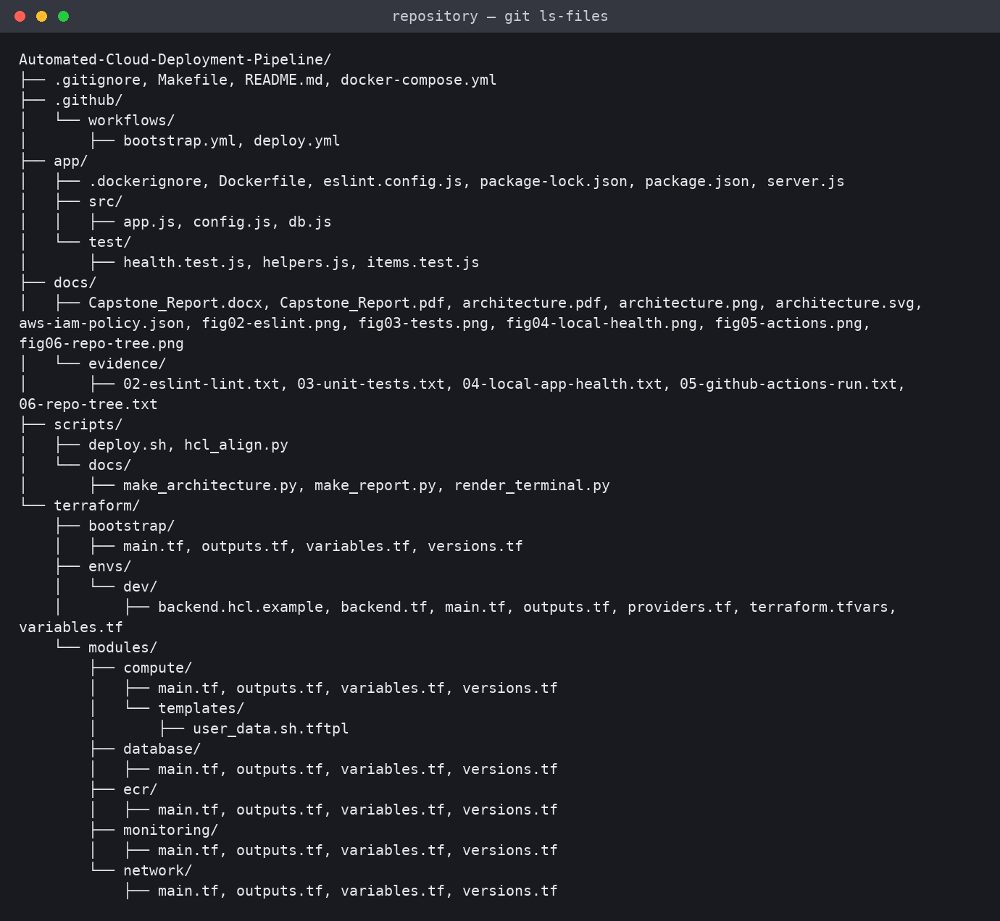 repository — git ls-files
Automated-Cloud-Deployment-Pipeline/
├── .gitignore, Makefile, README.md, docker-compose.yml
├── .github/
│   └── workflows/
│       ├── bootstrap.yml, deploy.yml
├── app/
│   ├── .dockerignore, Dockerfile, eslint.config.js, package-lock.json, package.json, server.js
│   ├── src/
│   │   ├── app.js, config.js, db.js
│   └── test/
│       ├── health.test.js, helpers.js, items.test.js
├── docs/
│   ├── Capstone_Report.docx, Capstone_Report.pdf, architecture.pdf, architecture.png, architecture.svg,
aws-iam-policy.json, fig02-eslint.png, fig03-tests.png, fig04-local-health.png, fig05-actions.png,
fig06-repo-tree.png
│   └── evidence/
│       ├── 02-eslint-lint.txt, 03-unit-tests.txt, 04-local-app-health.txt, 05-github-actions-run.txt,
06-repo-tree.txt
├── scripts/
│   ├── deploy.sh, hcl_align.py
│   └── docs/
│       ├── make_architecture.py, make_report.py, render_terminal.py
└── terraform/
    ├── bootstrap/
    │   ├── main.tf, outputs.tf, variables.tf, versions.tf
    ├── envs/
    │   └── dev/
    │       ├── backend.hcl.example, backend.tf, main.tf, outputs.tf, providers.tf, terraform.tfvars,
variables.tf
    └── modules/
        ├── compute/
        │   ├── main.tf, outputs.tf, variables.tf, versions.tf
        │   └── templates/
        │       ├── user_data.sh.tftpl
        ├── database/
        │   ├── main.tf, outputs.tf, variables.tf, versions.tf
        ├── ecr/
        │   ├── main.tf, outputs.tf, variables.tf, versions.tf
        ├── monitoring/
        │   ├── main.tf, outputs.tf, variables.tf, versions.tf
        └── network/
            ├── main.tf, outputs.tf, variables.tf, versions.tf